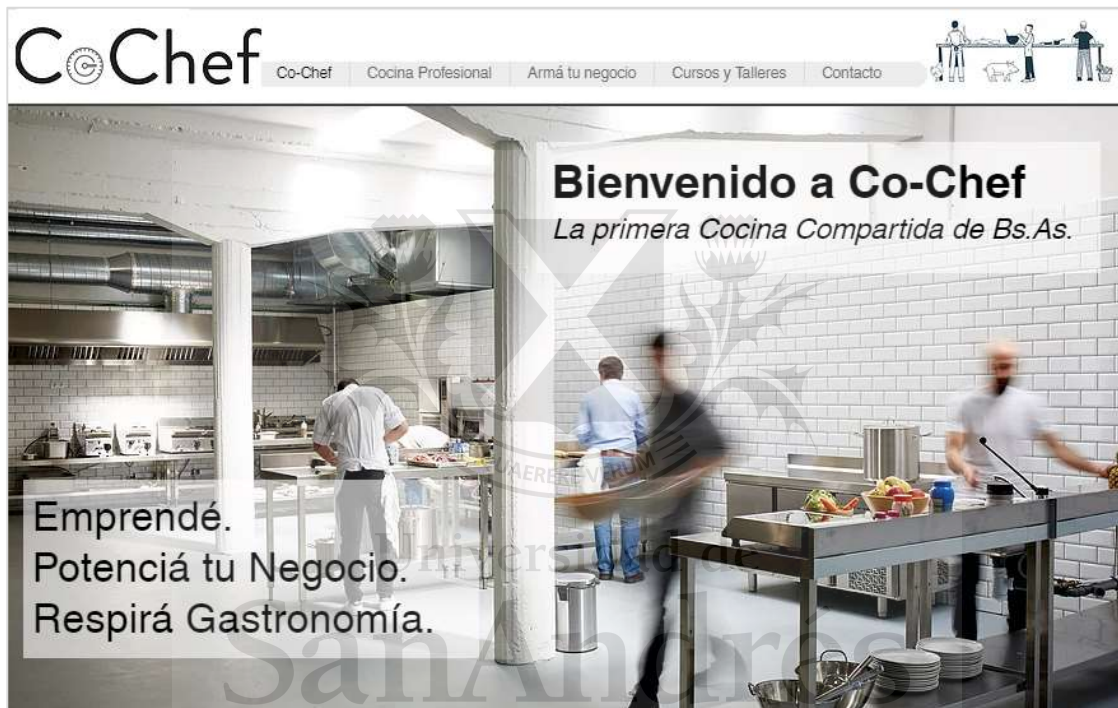 CoChef
Co-Chef
Cocina Profesional
Armá tu negocio
Cursos y Talleres
Contacto
Bienvenido a Co-Chef
La primera Cocina Compartida de Bs.As.
Emprendé.
Potenciá tu Negocio.
Respirá Gastronomía.
Universidad de
SanAndrés